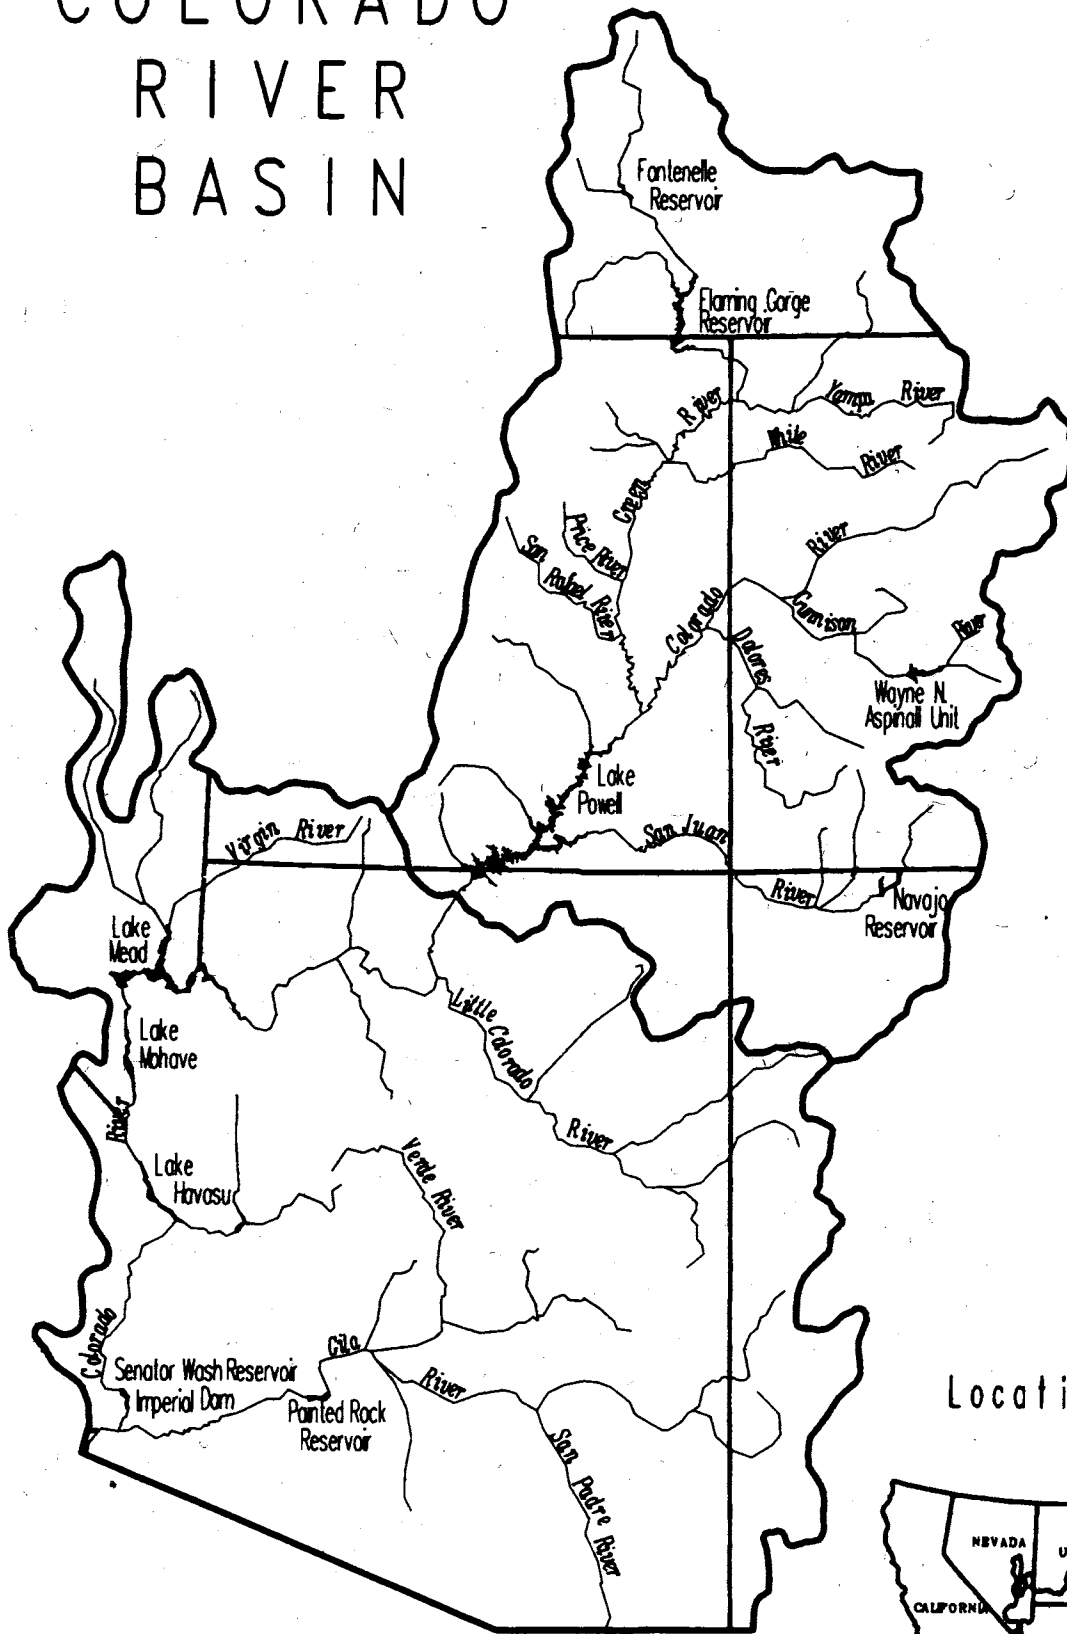 COLORADO
RIVER
BASIN
Fontenelle
Reservoir
Flaming Gorge
Reservoir
Yampa River
Green River
White River
Price River
San Rafael River
Colorado River
Gunnison River
Dolores River
Wayne N.
Aspinall Unit
Lake
Powell
San Juan River
Navajo
Reservoir
Virgin River
Lake
Mead
Lake
Mohave
Little Colorado River
Colorado River
Lake
Havasu
Verde River
Gila River
Senator Wash Reservoir
Imperial Dam
Painted Rock
Reservoir
San Padre River
Locati
NEVADA
U
CALIFORNIA